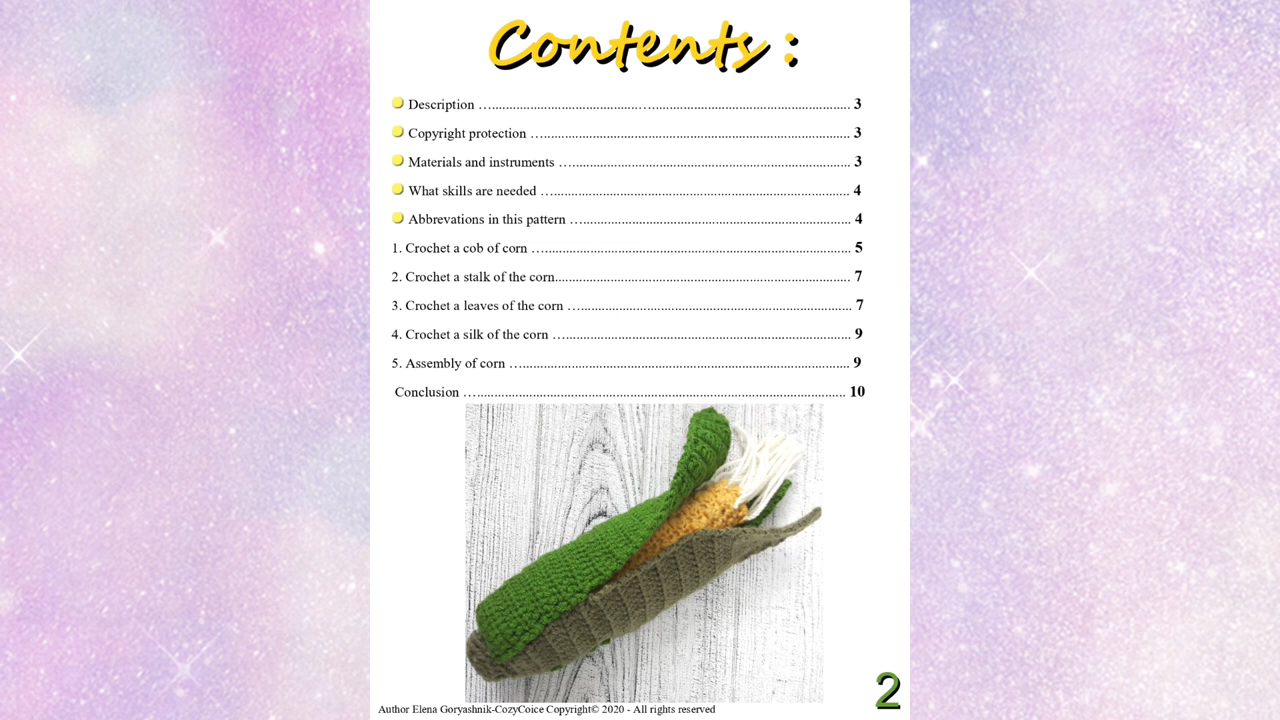 Contents :
Description ........ 3
Copyright protection ........ 3
Materials and instruments ........ 3
What skills are needed ........ 4
Abbrevations in this pattern ........ 4
1. Crochet a cob of corn ........ 5
2. Crochet a stalk of the corn........ 7
3. Crochet a leaves of the corn ........ 7
4. Crochet a silk of the corn ........ 9
5. Assembly of corn ........ 9
Conclusion ........ 10
2
Author Elena Goryashnik-CozyCoice Copyright© 2020 - All rights reserved